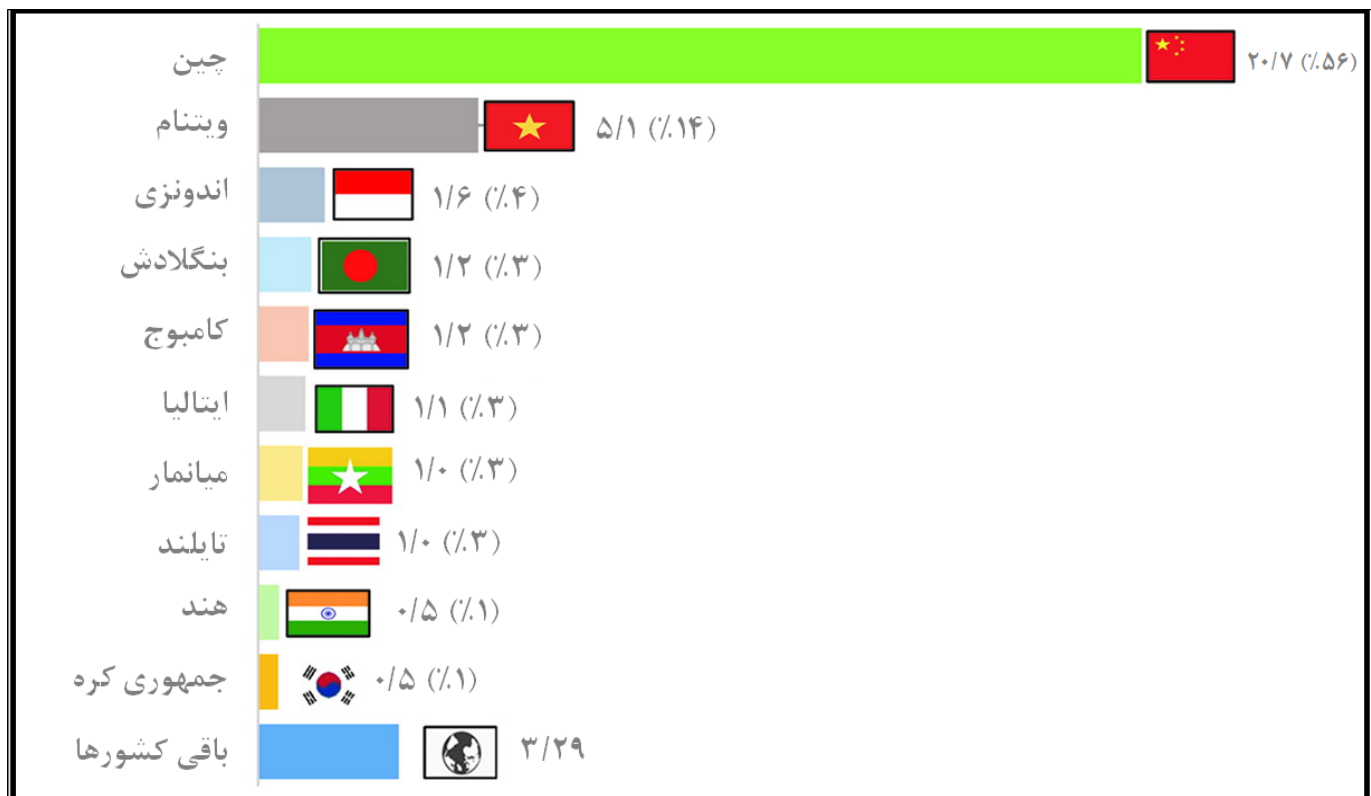 چین ۲۰/۷ (٪۵۶)
ویتنام ۵/۱ (٪۱۴)
اندونزی ۱/۶ (٪۴)
بنگلادش ۱/۲ (٪۳)
کامبوج ۱/۲ (٪۳)
ایتالیا ۱/۱ (٪۳)
میانمار ۱/۰ (٪۳)
تایلند ۱/۰ (٪۳)
هند ۰/۵ (٪۱)
جمهوری کره ۰/۵ (٪۱)
باقی کشورها ۳/۲۹